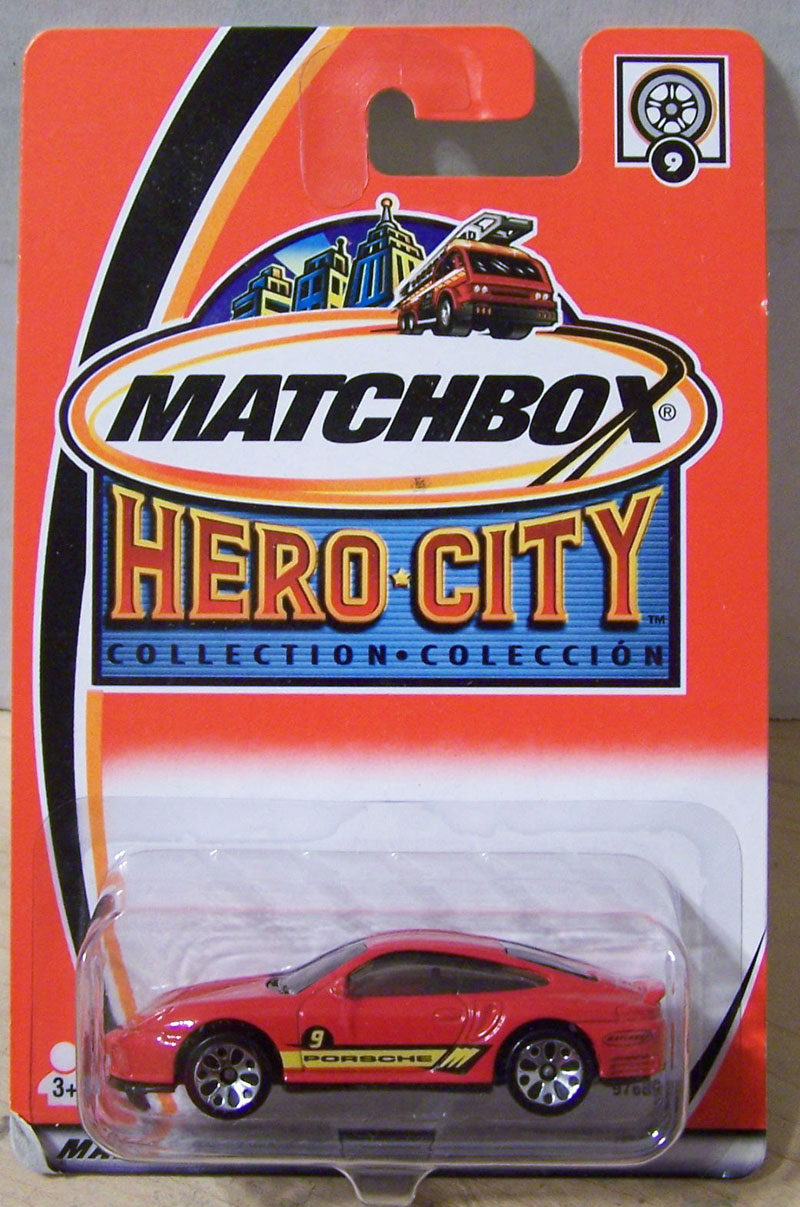 9
MATCHBOX®
HERO ★ CITY™
COLLECTION • COLECCIÓN
9
PORSCHE
3+